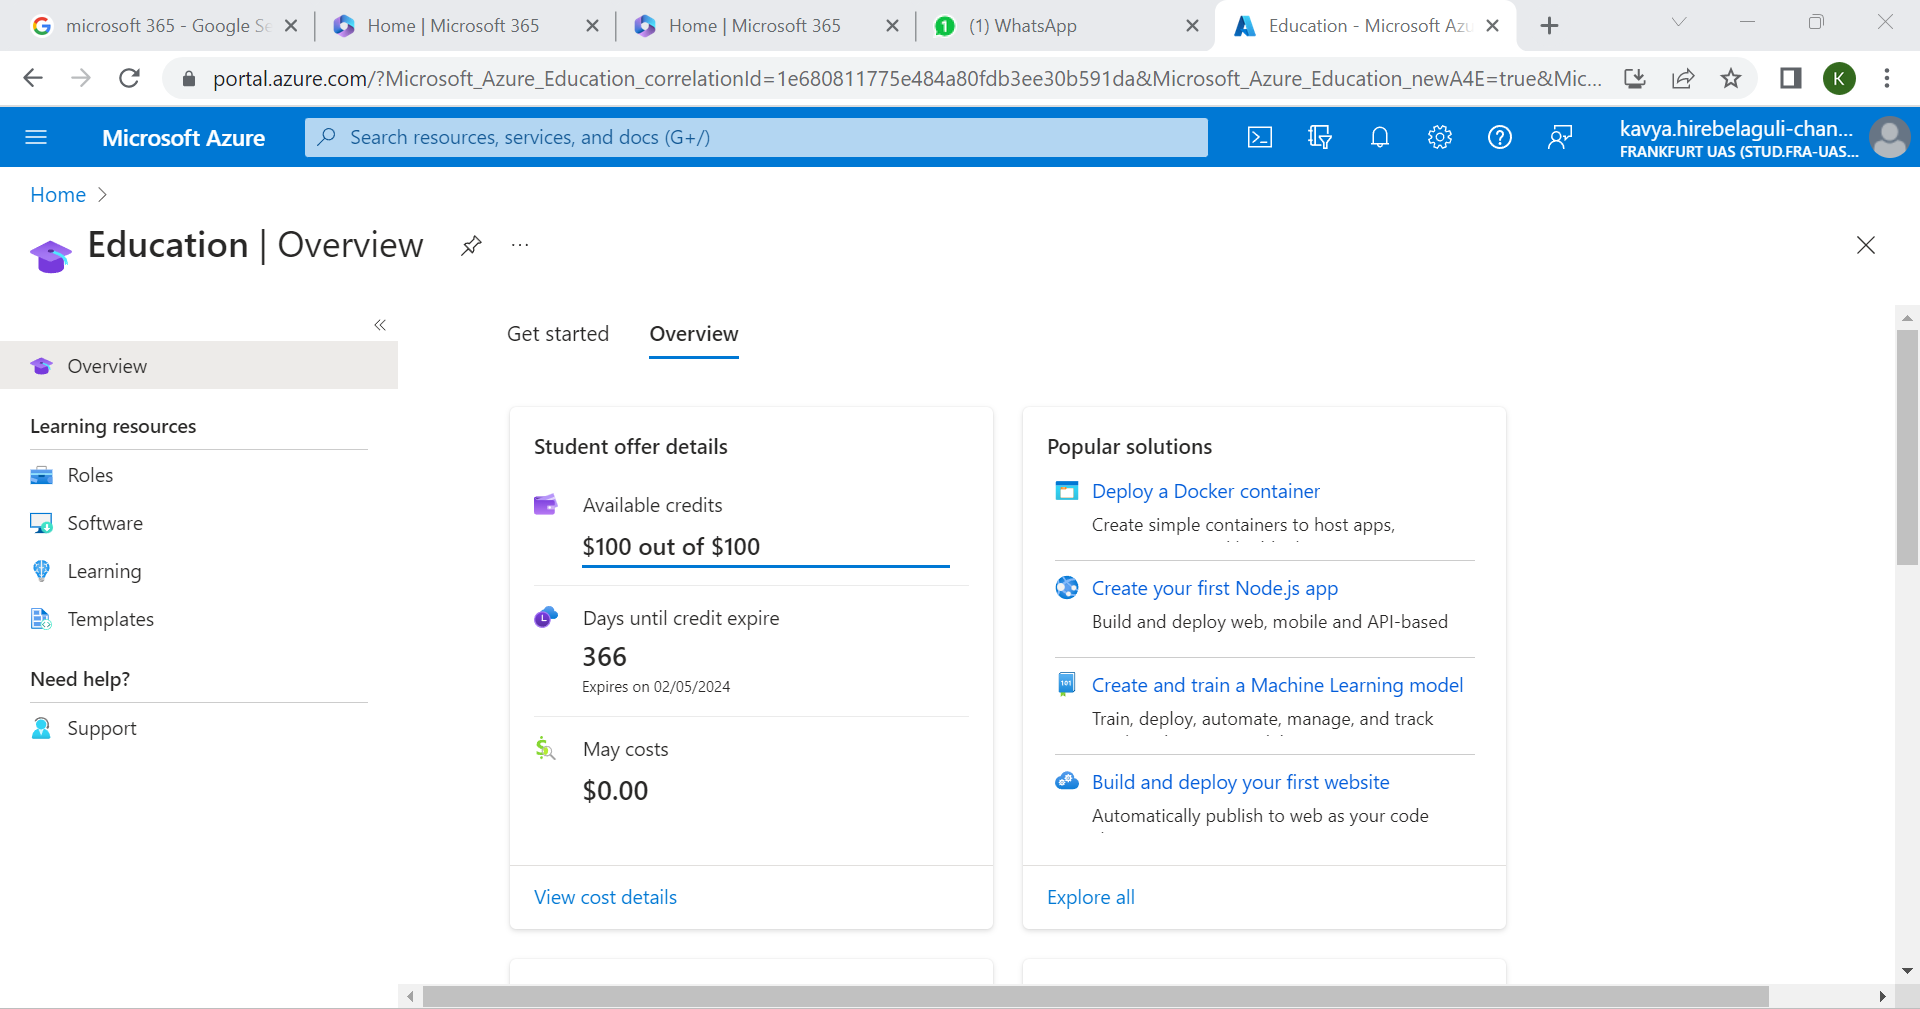 microsoft 365 - Google Se
Home | Microsoft 365
Home | Microsoft 365
1 (1) WhatsApp
Education - Microsoft Azu
portal.azure.com/?Microsoft_Azure_Education_correlationId=1e680811775e484a80fdb3ee30b591da&Microsoft_Azure_Education_newA4E=true&Mic...
K
Microsoft Azure
Search resources, services, and docs (G+/)
kavya.hirebelaguli-chan...
FRANKFURT UAS (STUD.FRA-UAS...
Home
Education | Overview
Overview
Learning resources
Roles
Software
Learning
Templates
Need help?
Support
Get started
Overview
Student offer details
Available credits
$100 out of $100
Days until credit expire
366
Expires on 02/05/2024
May costs
$0.00
View cost details
Popular solutions
Deploy a Docker container
Create simple containers to host apps,
Create your first Node.js app
Build and deploy web, mobile and API-based
Create and train a Machine Learning model
Train, deploy, automate, manage, and track
Build and deploy your first website
Automatically publish to web as your code
Explore all